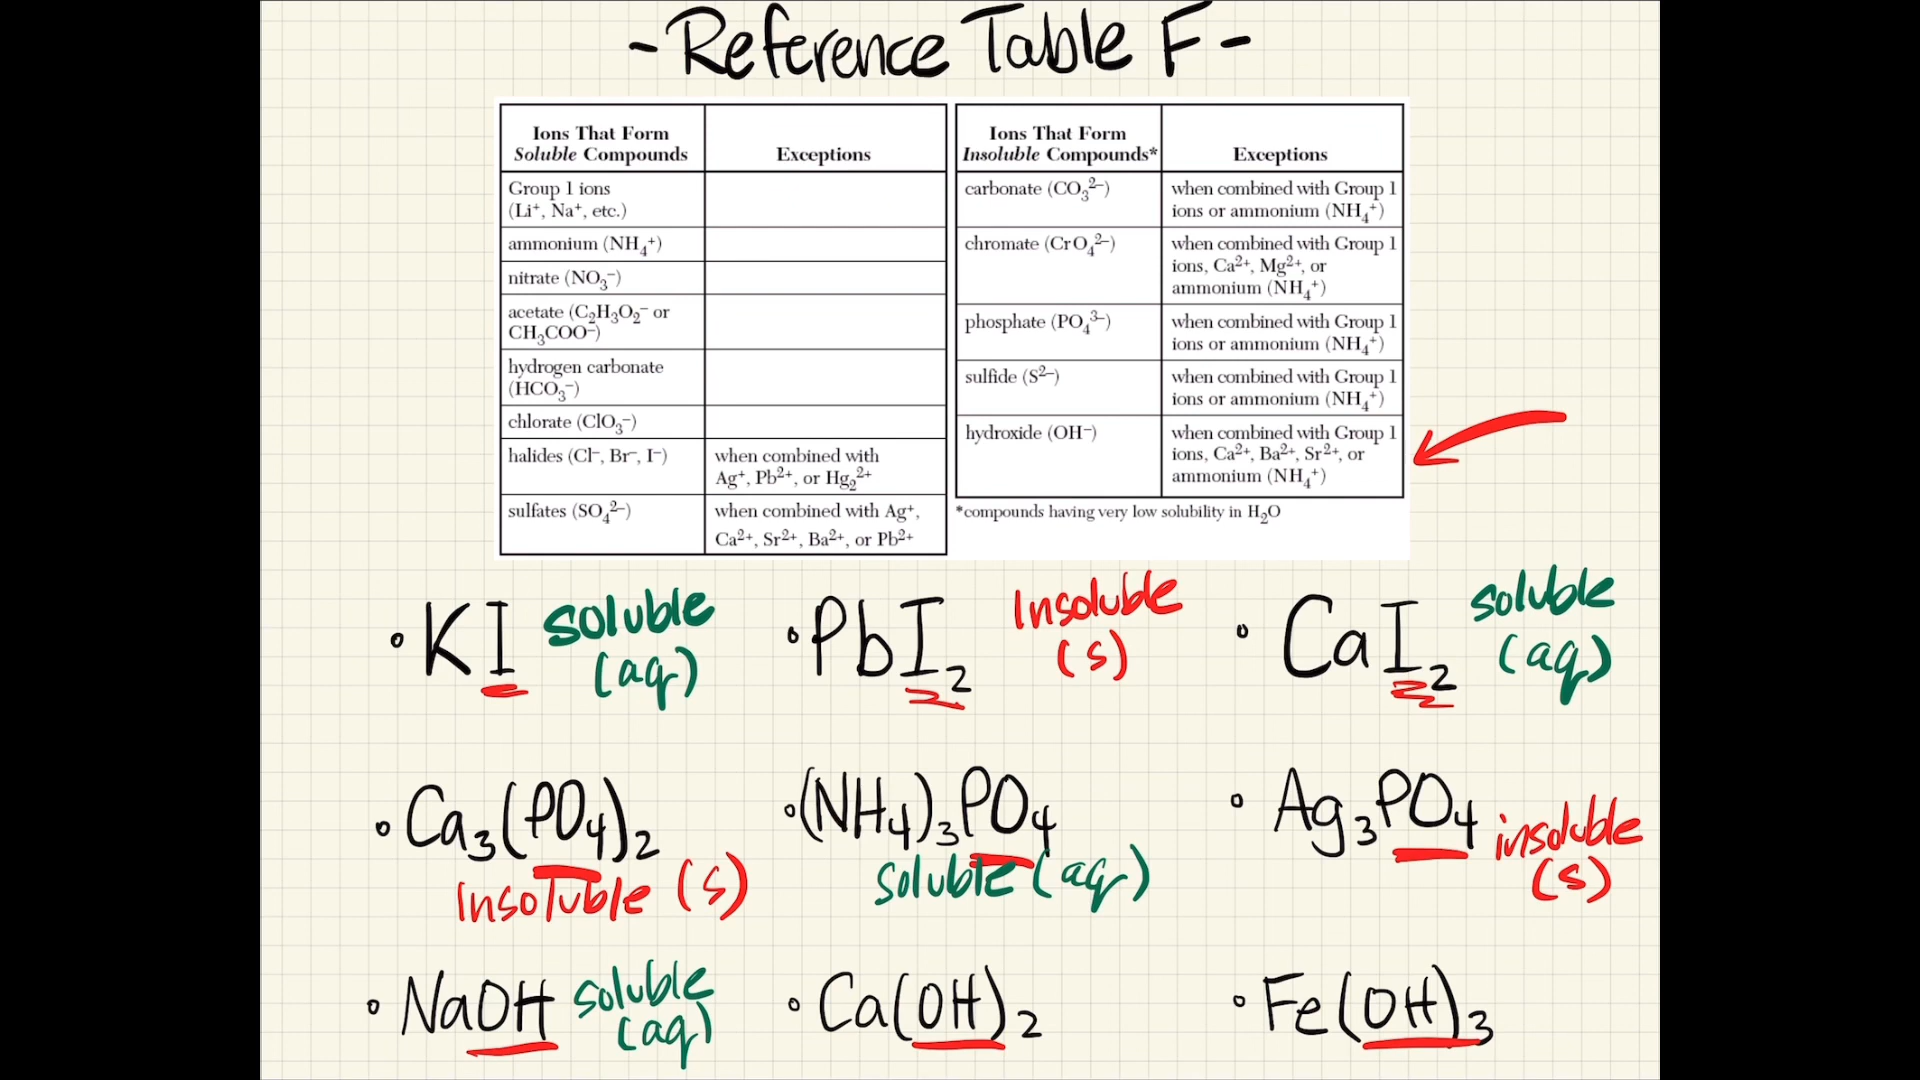 - Reference Table F -
Ions That Form
Soluble Compounds
Exceptions
Group 1 ions
(Li⁺, Na⁺, etc.)
ammonium (NH₄⁺)
nitrate (NO₃⁻)
acetate (C₂H₃O₂⁻ or
CH₃COO⁻)
hydrogen carbonate
(HCO₃⁻)
chlorate (ClO₃⁻)
halides (Cl⁻, Br⁻, I⁻)
when combined with
Ag⁺, Pb²⁺, or Hg₂²⁺
sulfates (SO₄²⁻)
when combined with Ag⁺,
Ca²⁺, Sr²⁺, Ba²⁺, or Pb²⁺
Ions That Form
Insoluble Compounds*
Exceptions
carbonate (CO₃²⁻)
when combined with Group 1
ions or ammonium (NH₄⁺)
chromate (CrO₄²⁻)
when combined with Group 1
ions, Ca²⁺, Mg²⁺, or
ammonium (NH₄⁺)
phosphate (PO₄³⁻)
when combined with Group 1
ions or ammonium (NH₄⁺)
sulfide (S²⁻)
when combined with Group 1
ions or ammonium (NH₄⁺)
hydroxide (OH⁻)
when combined with Group 1
ions, Ca²⁺, Ba²⁺, Sr²⁺, or
ammonium (NH₄⁺)
*compounds having very low solubility in H₂O
• KI soluble
(aq)
• PbI₂ Insoluble
(s)
• CaI₂ soluble
(aq)
• Ca₃(PO₄)₂
insoluble (s)
• (NH₄)₃PO₄
soluble (aq)
• Ag₃PO₄ insoluble
(s)
• NaOH soluble
(aq)
• Ca(OH)₂
• Fe(OH)₃